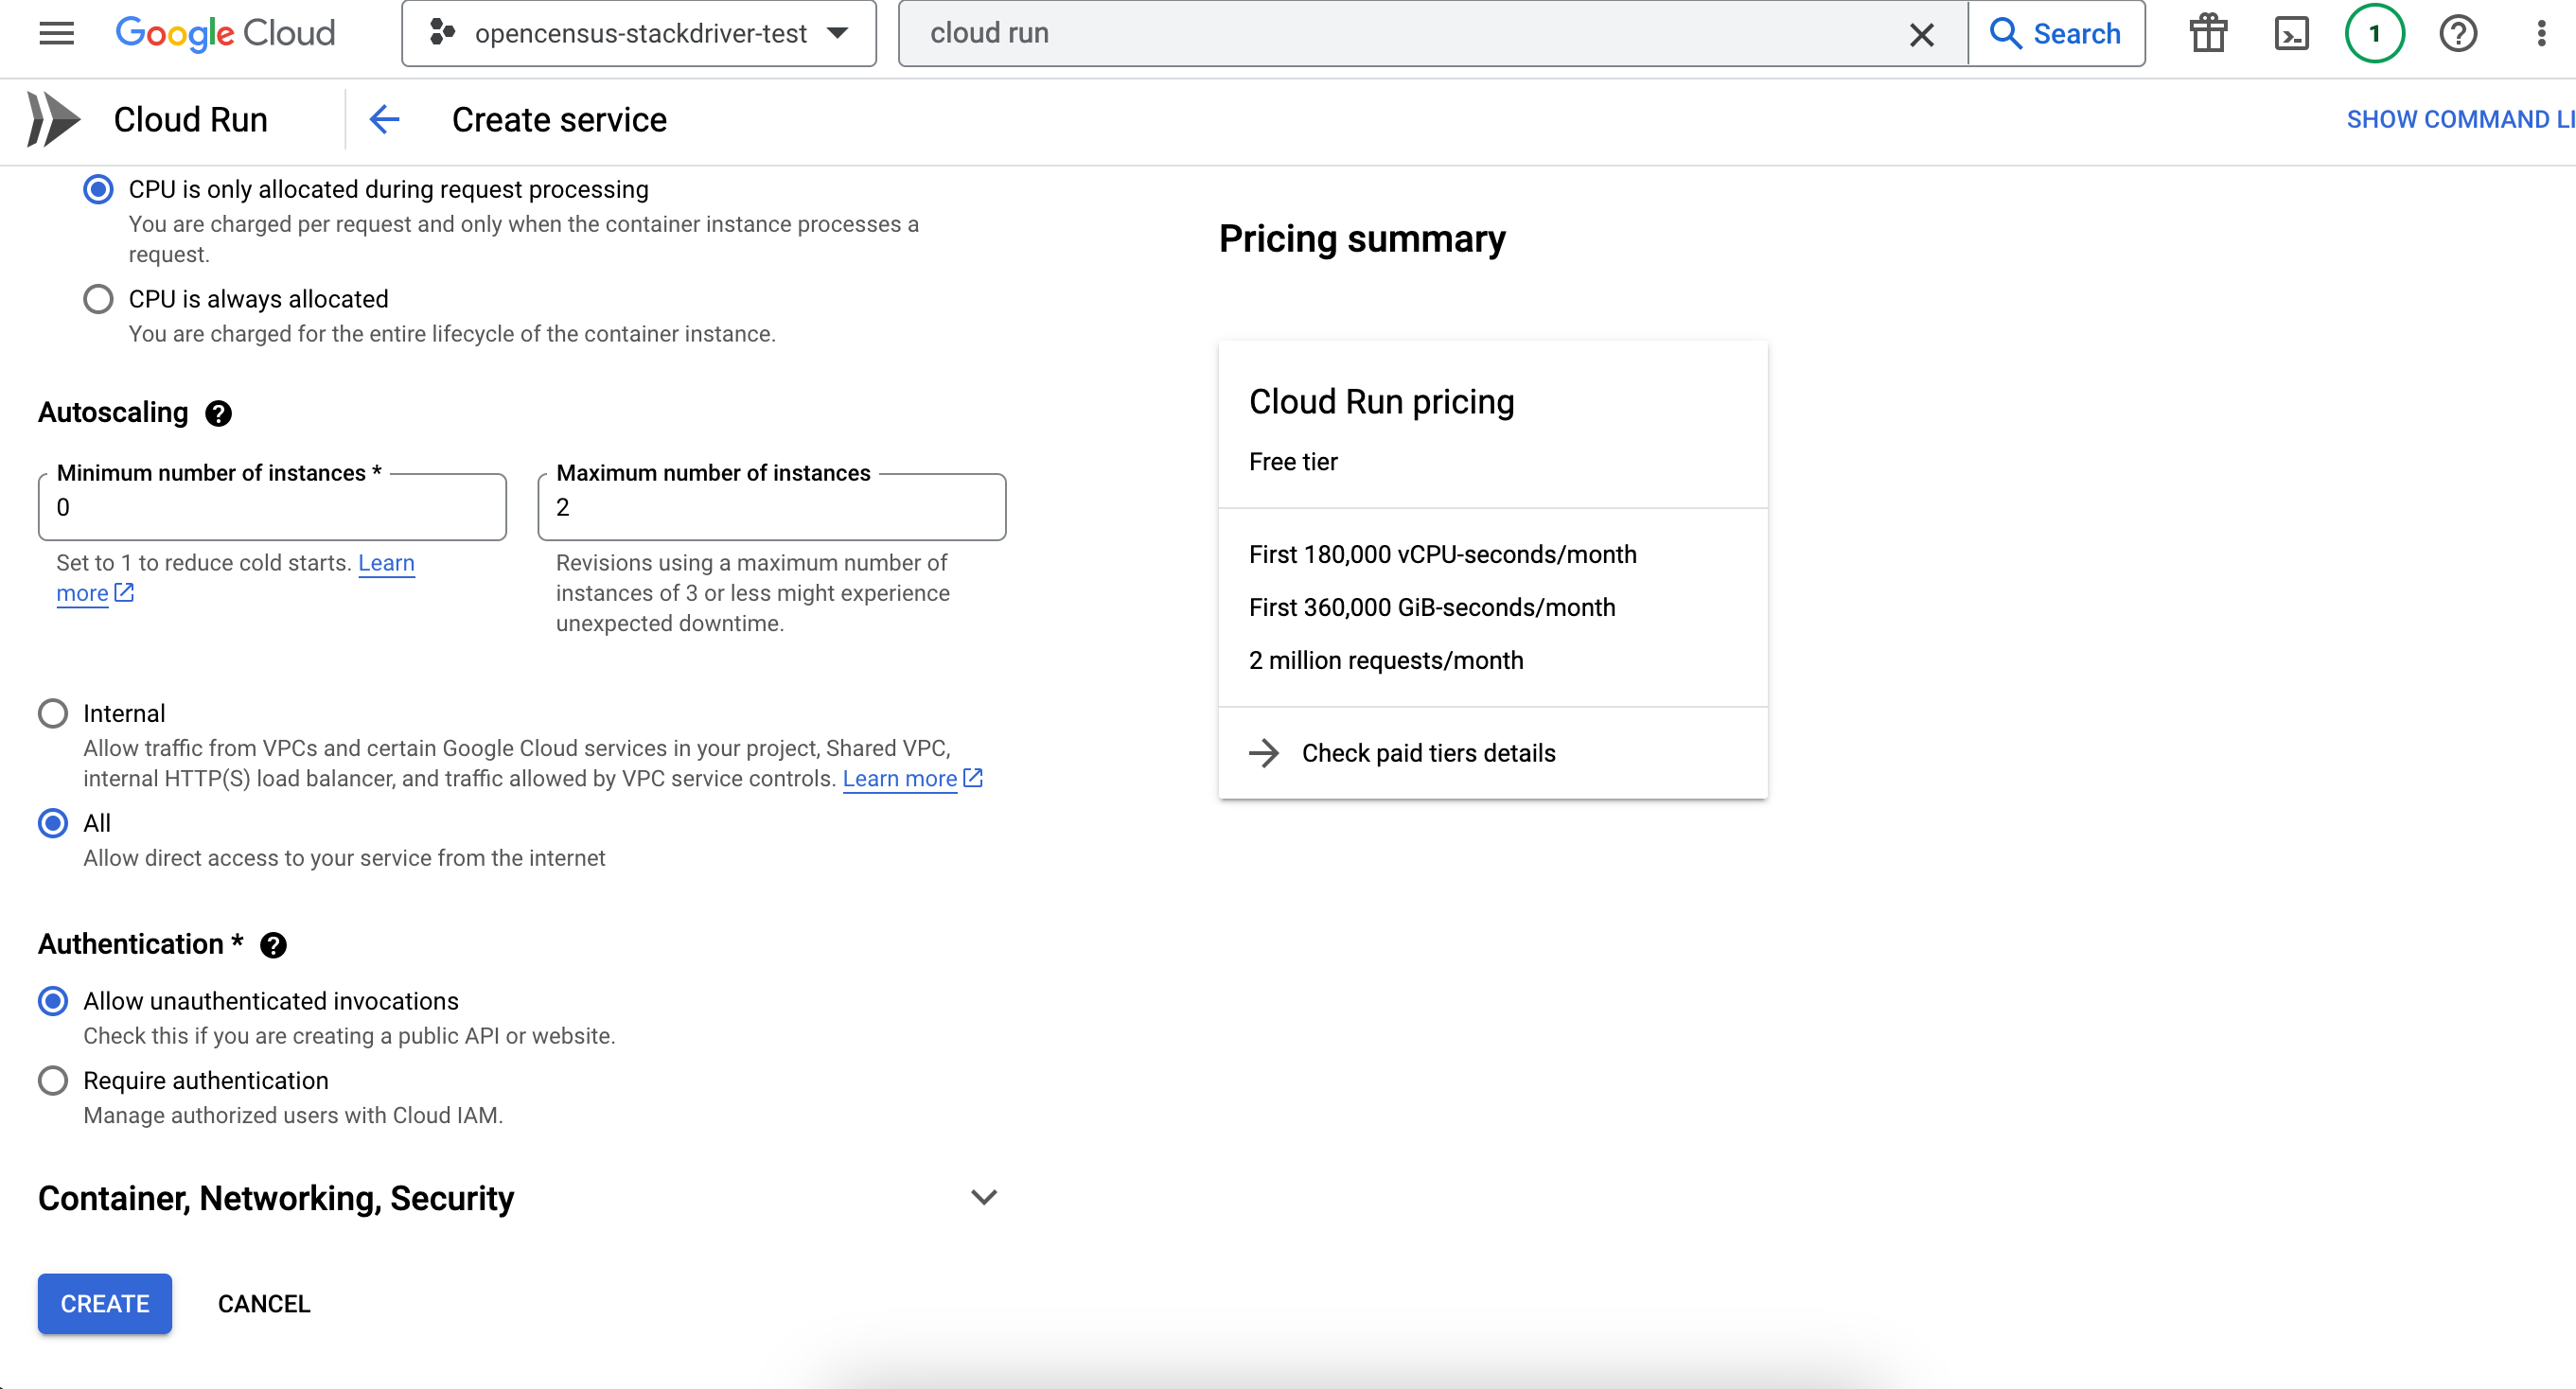 Google Cloud
opencensus-stackdriver-test
cloud run
Search
1
Cloud Run
Create service
SHOW COMMAND LI
CPU is only allocated during request processing
You are charged per request and only when the container instance processes a
request.
CPU is always allocated
You are charged for the entire lifecycle of the container instance.
Autoscaling
Minimum number of instances *
0
Set to 1 to reduce cold starts. Learn
more
Maximum number of instances
2
Revisions using a maximum number of
instances of 3 or less might experience
unexpected downtime.
Internal
Allow traffic from VPCs and certain Google Cloud services in your project, Shared VPC,
internal HTTP(S) load balancer, and traffic allowed by VPC service controls. Learn more
All
Allow direct access to your service from the internet
Authentication *
Allow unauthenticated invocations
Check this if you are creating a public API or website.
Require authentication
Manage authorized users with Cloud IAM.
Container, Networking, Security
CREATE
CANCEL
Pricing summary
Cloud Run pricing
Free tier
First 180,000 vCPU-seconds/month
First 360,000 GiB-seconds/month
2 million requests/month
Check paid tiers details